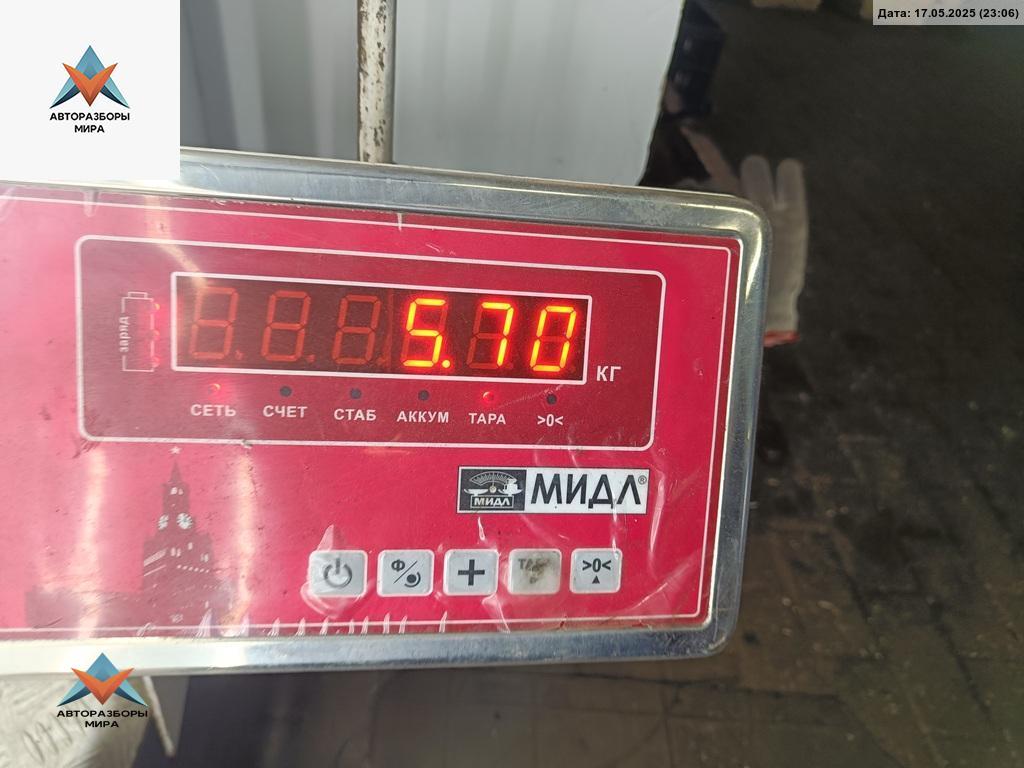 Дата: 17.05.2025 (23:06)
АВТОРАЗБОРЫ
МИРА
заряд
5.70
КГ
СЕТЬ СЧЕТ СТАБ АККУМ ТАРА >0<
МИДЛ МИДЛ®
Ф >0<
АВТОРАЗБОРЫ
МИРА